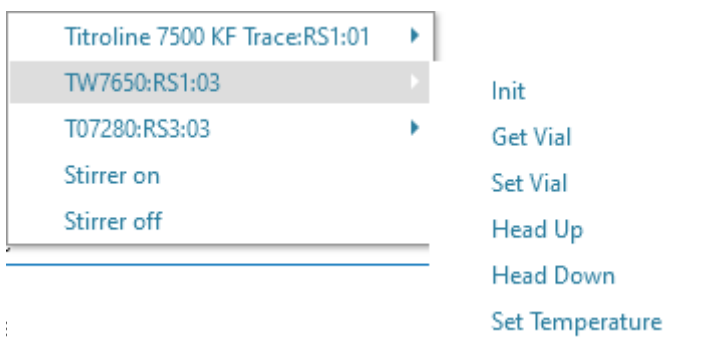 Titroline 7500 KF Trace:RS1:01
TW7650:RS1:03
T07280:RS3:03
Stirrer on
Stirrer off
Init
Get Vial
Set Vial
Head Up
Head Down
Set Temperature